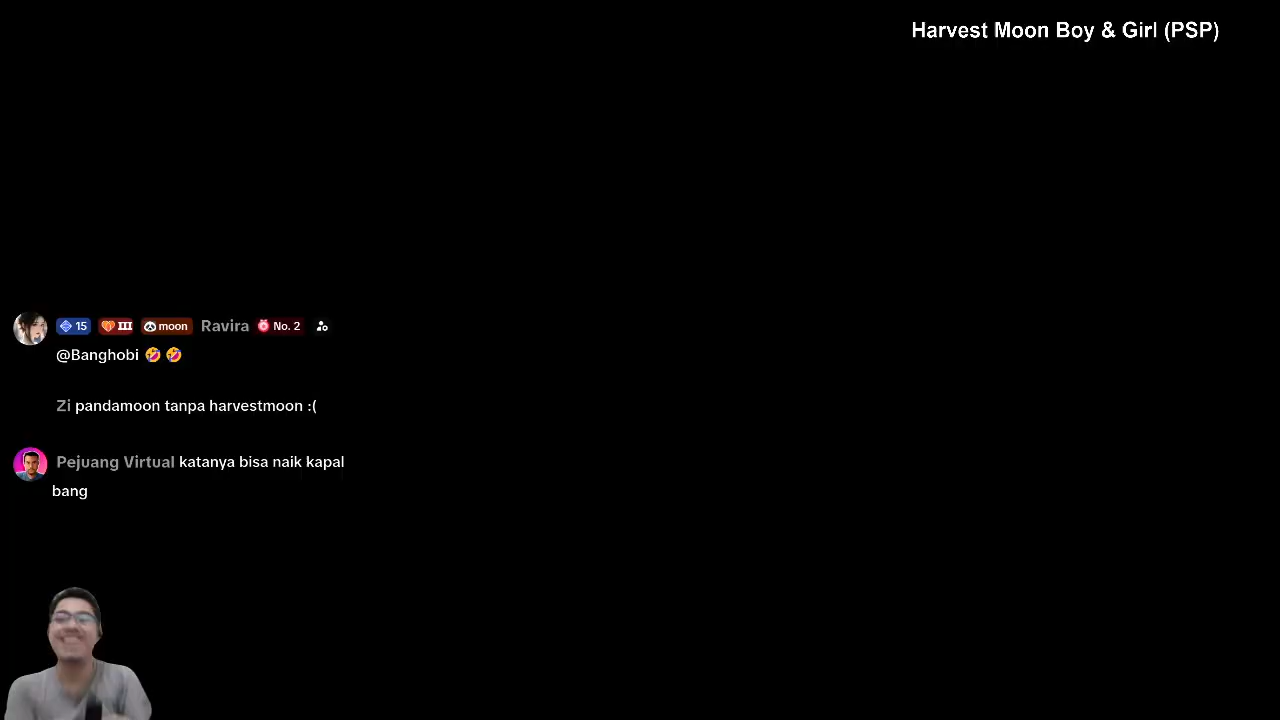 Harvest Moon Boy & Girl (PSP)
15 III moon Ravira No. 2
@Banghobi 🤣 🤣
Zi pandamoon tanpa harvestmoon :(
Pejuang Virtual katanya bisa naik kapal
bang